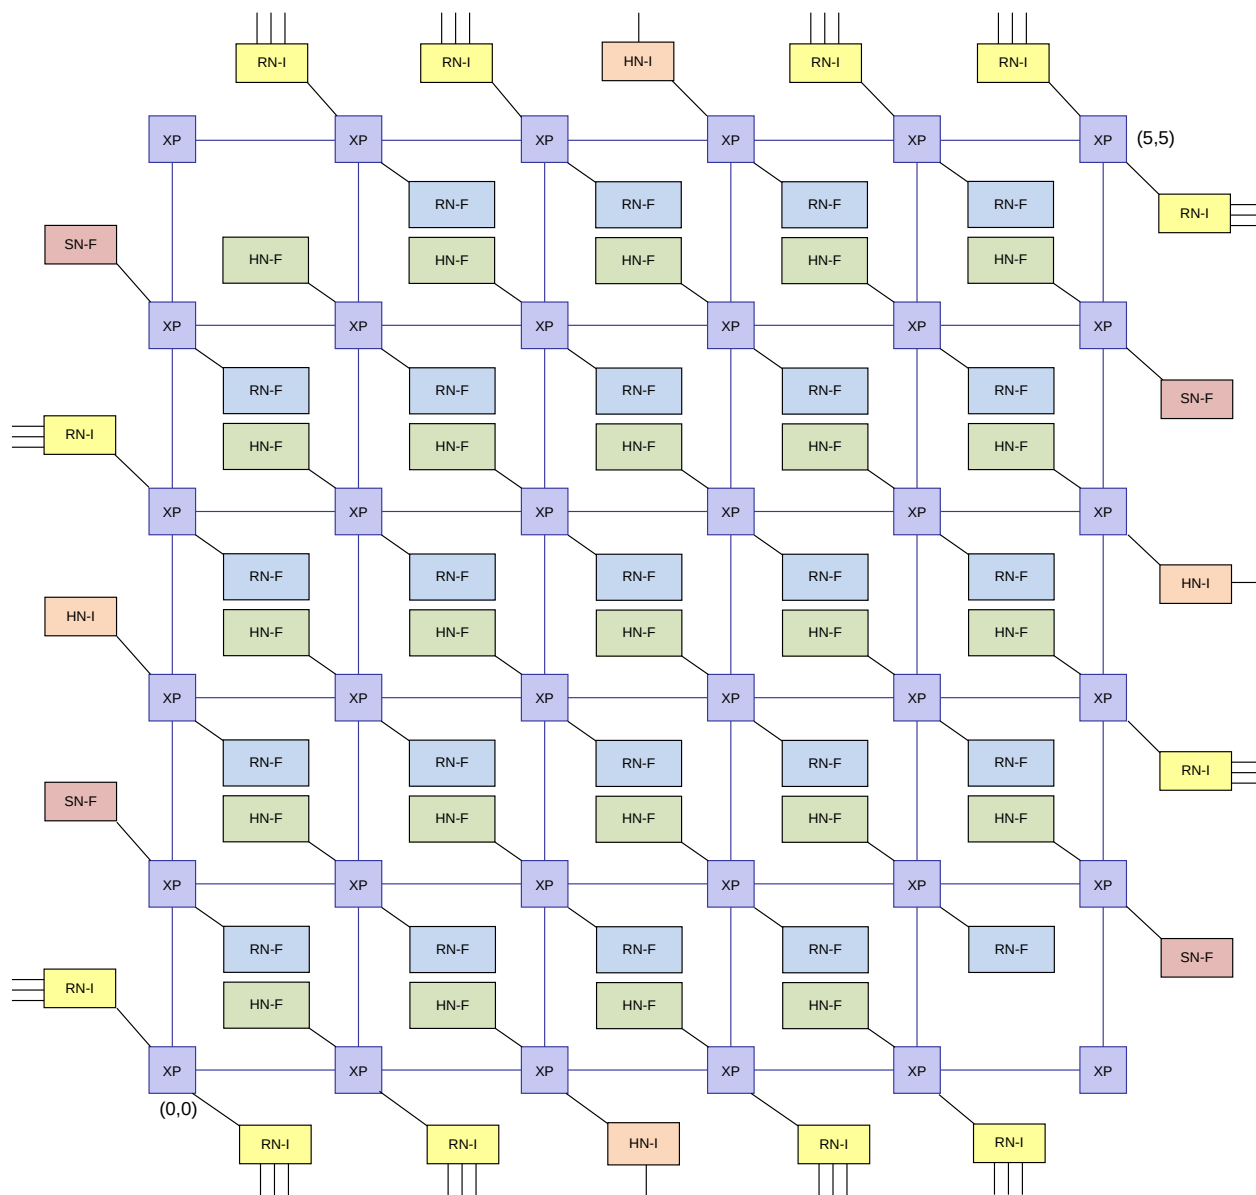 RN-I RN-I HN-I RN-I RN-I
XP XP XP XP XP XP (5,5)
RN-F RN-F RN-F RN-F RN-I
SN-F HN-F HN-F HN-F HN-F HN-F
XP XP XP XP XP XP
RN-F RN-F RN-F RN-F RN-F SN-F
RN-I HN-F HN-F HN-F HN-F HN-F
XP XP XP XP XP XP
RN-F RN-F RN-F RN-F RN-F HN-I
HN-I HN-F HN-F HN-F HN-F HN-F
XP XP XP XP XP XP
RN-F RN-F RN-F RN-F RN-F RN-I
SN-F HN-F HN-F HN-F HN-F HN-F
XP XP XP XP XP XP
RN-F RN-F RN-F RN-F RN-F SN-F
RN-I HN-F HN-F HN-F HN-F
XP XP XP XP XP XP
(0,0)
RN-I RN-I HN-I RN-I RN-I